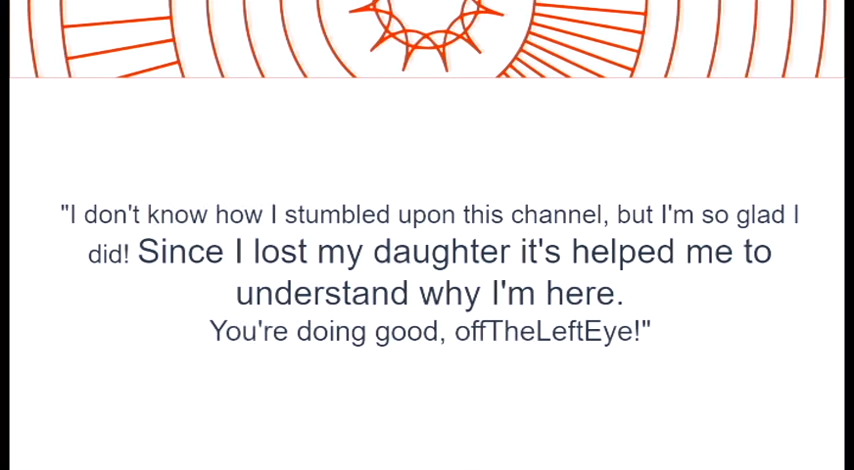 "I don't know how I stumbled upon this channel, but I'm so glad I
did! Since I lost my daughter it's helped me to
understand why I'm here.
You're doing good, offTheLeftEye!"